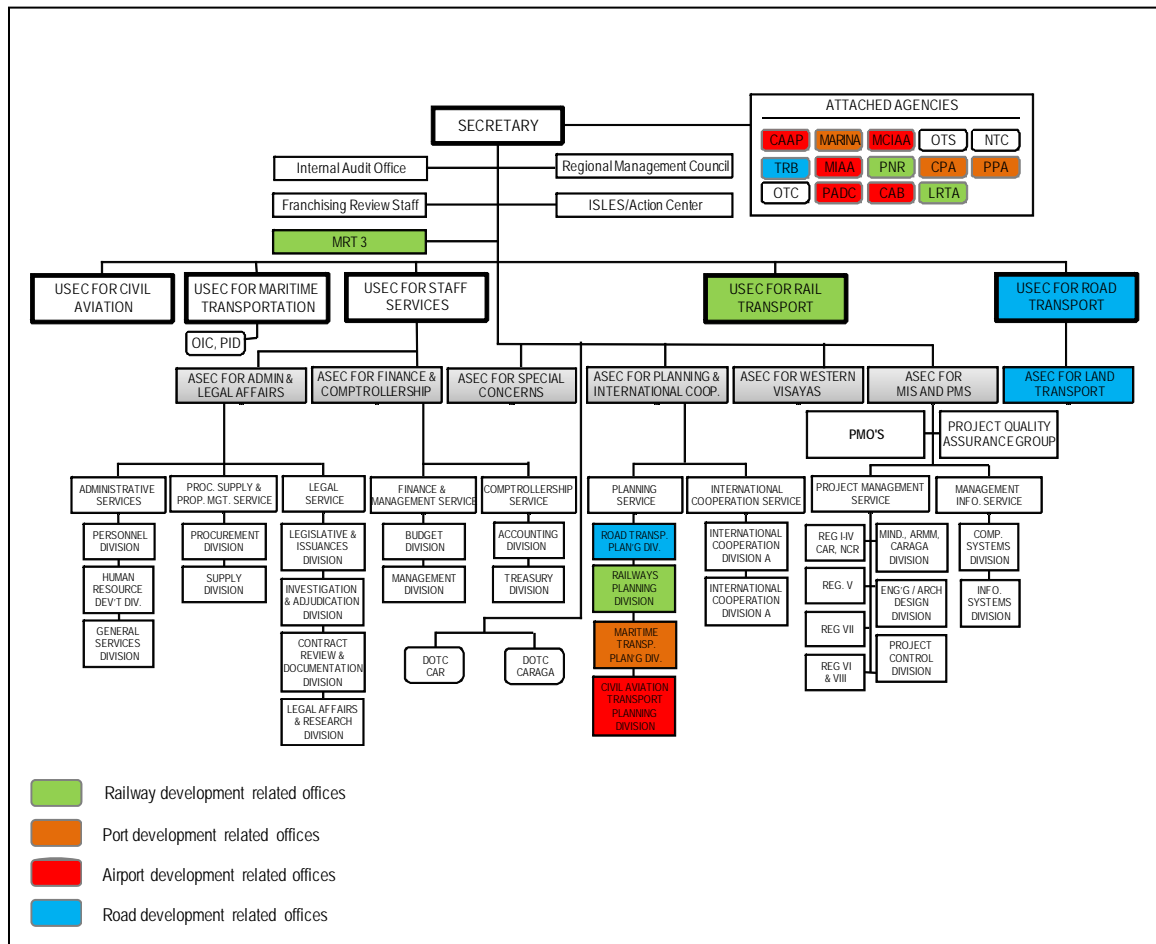 ATTACHED AGENCIES
SECRETARY
CAAP
MARINA
MCIAA
OTS
NTC
TRB
MIAA
PNR
CPA
PPA
OTC
PADC
CAB
LRTA
Internal Audit Office
Regional Management Council
Franchising Review Staff
ISLES/Action Center
MRT 3
USEC FOR CIVIL
AVIATION
USEC FOR MARITIME
TRANSPORTATION
USEC FOR STAFF
SERVICES
USEC FOR RAIL
TRANSPORT
USEC FOR ROAD
TRANSPORT
OIC, PID
ASEC FOR ADMIN &
LEGAL AFFAIRS
ASEC FOR FINANCE &
COMPTROLLERSHIP
ASEC FOR SPECIAL
CONCERNS
ASEC FOR PLANNING &
INTERNATIONAL COOP.
ASEC FOR WESTERN
VISAYAS
ASEC FOR
MIS AND PMS
ASEC FOR LAND
TRANSPORT
PMO'S
PROJECT QUALITY
ASSURANCE GROUP
ADMINISTRATIVE
SERVICES
PROC. SUPPLY &
PROP. MGT. SERVICE
LEGAL
SERVICE
FINANCE &
MANAGEMENT SERVICE
COMPTROLLERSHIP
SERVICE
PLANNING
SERVICE
INTERNATIONAL
COOPERATION SERVICE
PROJECT MANAGEMENT
SERVICE
MANAGEMENT
INFO. SERVICE
PERSONNEL
DIVISION
HUMAN
RESOURCE
DEV'T DIV.
GENERAL
SERVICES
DIVISION
PROCUREMENT
DIVISION
SUPPLY
DIVISION
LEGISLATIVE &
ISSUANCES
DIVISION
INVESTIGATION
& ADJUDICATION
DIVISION
CONTRACT
REVIEW &
DOCUMENTATION
DIVISION
LEGAL AFFAIRS
& RESEARCH
DIVISION
BUDGET
DIVISION
MANAGEMENT
DIVISION
ACCOUNTING
DIVISION
TREASURY
DIVISION
DOTC
CAR
DOTC
CARAGA
ROAD TRANSP.
PLAN'G DIV.
RAILWAYS
PLANNING
DIVISION
MARITIME
TRANSP.
PLAN'G DIV.
CIVIL AVIATION
TRANSPORT
PLANNING
DIVISION
INTERNATIONAL
COOPERATION
DIVISION A
INTERNATIONAL
COOPERATION
DIVISION A
REG I-IV
CAR, NCR
REG. V
REG VII
REG VI
& VIII
MIND., ARMM,
CARAGA
DIVISION
ENG'G / ARCH
DESIGN
DIVISION
PROJECT
CONTROL
DIVISION
COMP.
SYSTEMS
DIVISION
INFO.
SYSTEMS
DIVISION
Railway development related offices
Port development related offices
Airport development related offices
Road development related offices